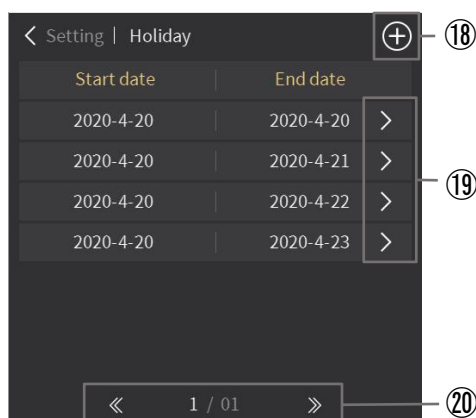 < Setting | Holiday ⊕ ⑱
Start date | End date
2020-4-20 | 2020-4-20 >
2020-4-20 | 2020-4-21 >
⑲
2020-4-20 | 2020-4-22 >
2020-4-20 | 2020-4-23 >
« 1 / 01 » ⑳